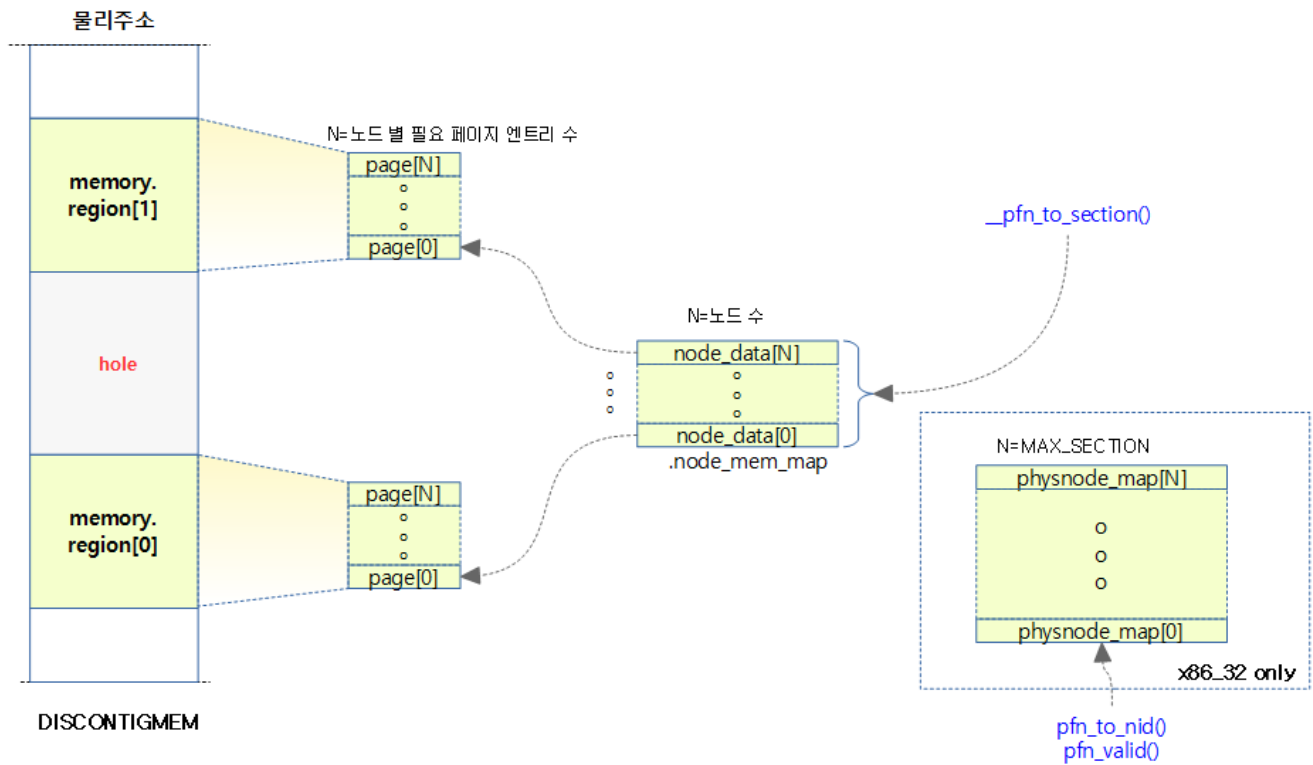 물리주소
N=노드 별 필요 페이지 엔트리 수
memory.
region[1]
page[N]
page[0]
__pfn_to_section()
hole
N=노드 수
node_data[N]
node_data[0]
.node_mem_map
memory.
region[0]
page[N]
page[0]
N=MAX_SECTION
physnode_map[N]
physnode_map[0]
x86_32 only
pfn_to_nid()
pfn_valid()
DISCONTIGMEM